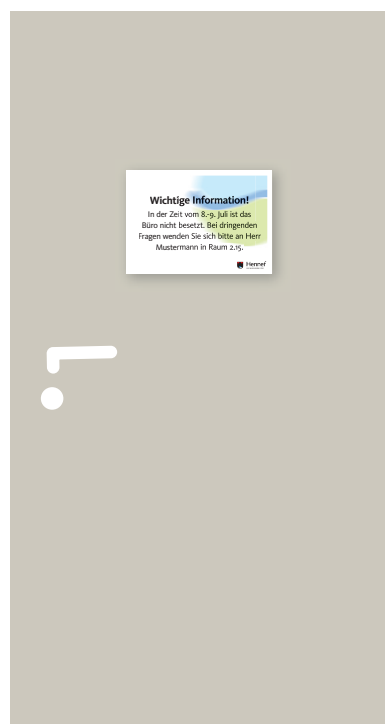 Wichtige Information!
In der Zeit vom 8.-9. Juli ist das
Büro nicht besetzt. Bei dringenden
Fragen wenden Sie sich bitte an Herr
Mustermann in Raum 2.15.
Hennef